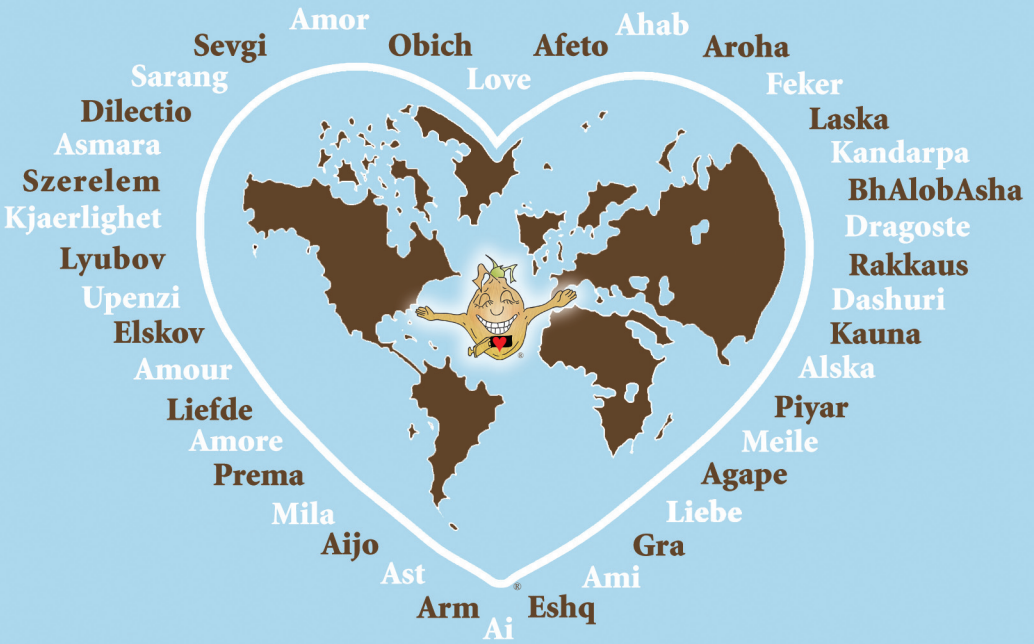 Amor
Ahab
Sevgi
Obich
Afeto
Aroha
Sarang
Love
Feker
Dilectio
Laska
Asmara
Kandarpa
Szerelem
BhAlobAsha
Kjaerlighet
Dragoste
Lyubov
Rakkaus
Upenzi
Dashuri
Elskov
Kauna
Amour
Alska
Liefde
Piyar
Amore
Meile
Prema
Agape
Mila
Liebe
Aijo
Gra
Ast
Ami
Arm
Eshq
Ai
®
®